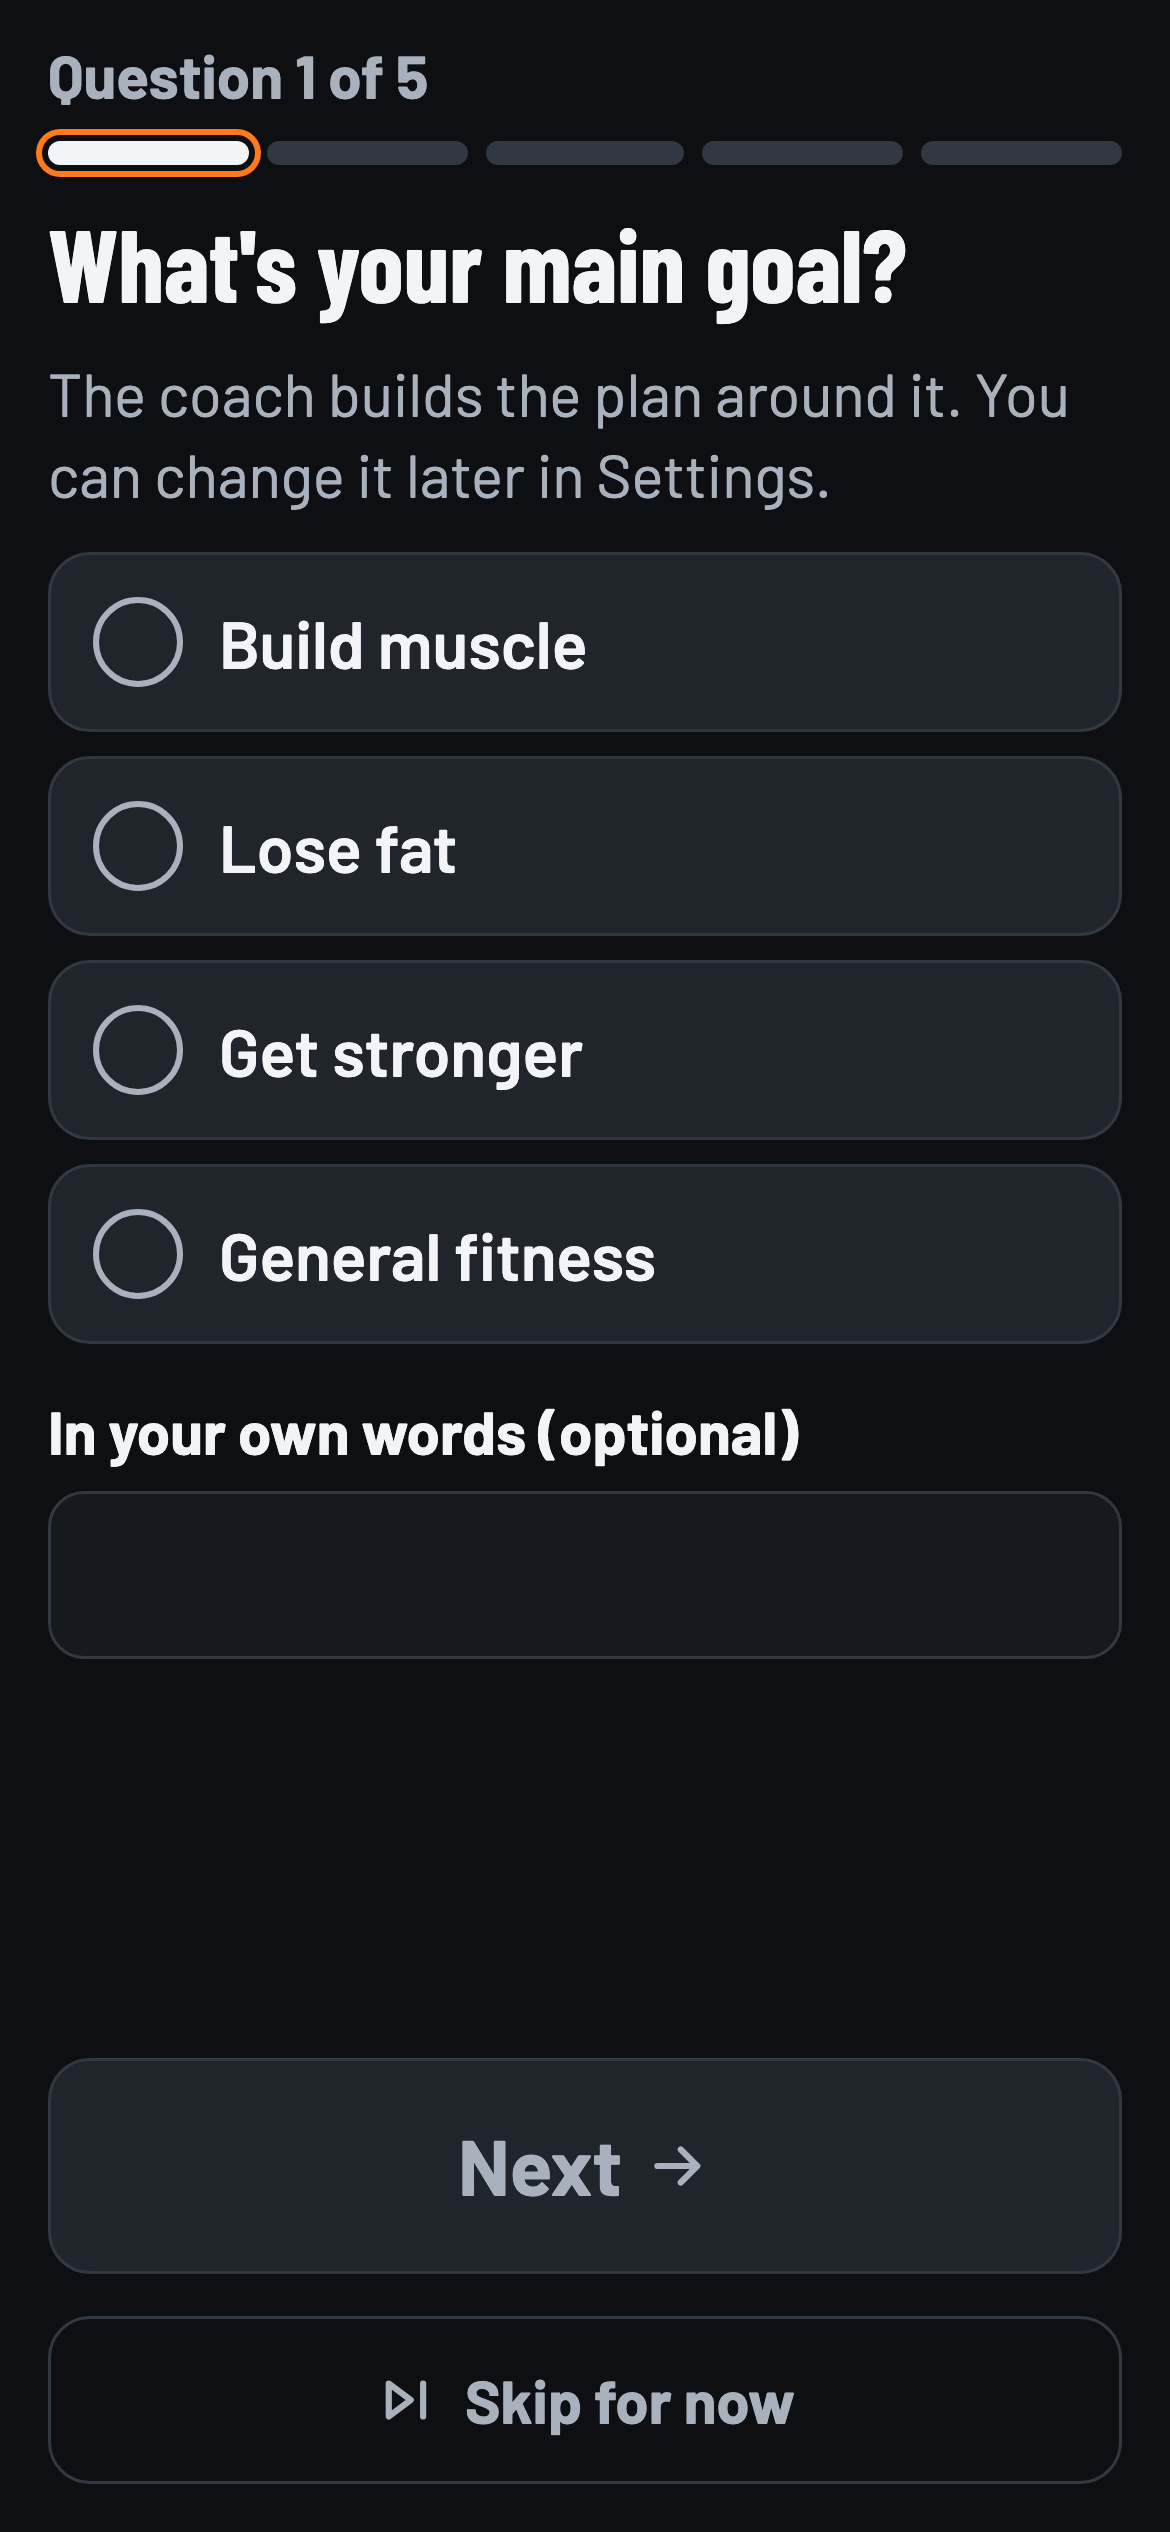 Question 1 of 5
What's your main goal?
The coach builds the plan around it. You
can change it later in Settings.
Build muscle
Lose fat
Get stronger
General fitness
In your own words (optional)
Next →
Skip for now